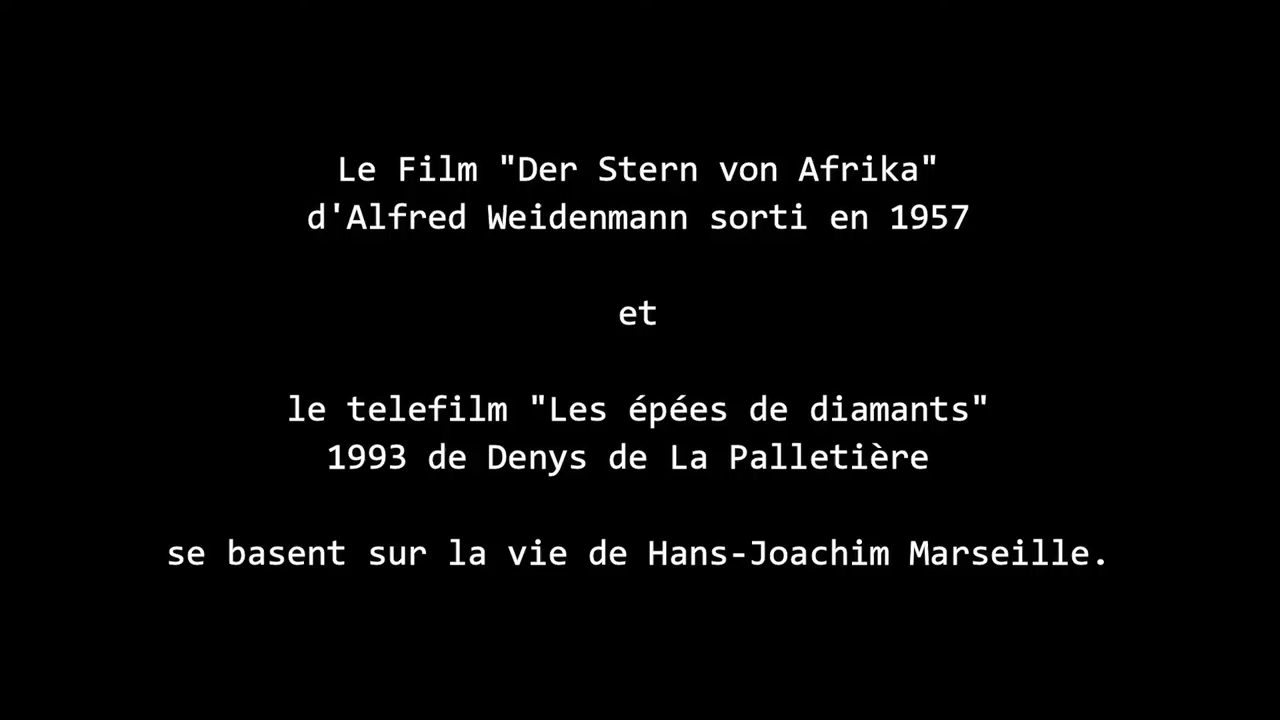 Le Film "Der Stern von Afrika"
d'Alfred Weidenmann sorti en 1957
et
le telefilm "Les épées de diamants"
1993 de Denys de La Palletière
se basent sur la vie de Hans-Joachim Marseille.